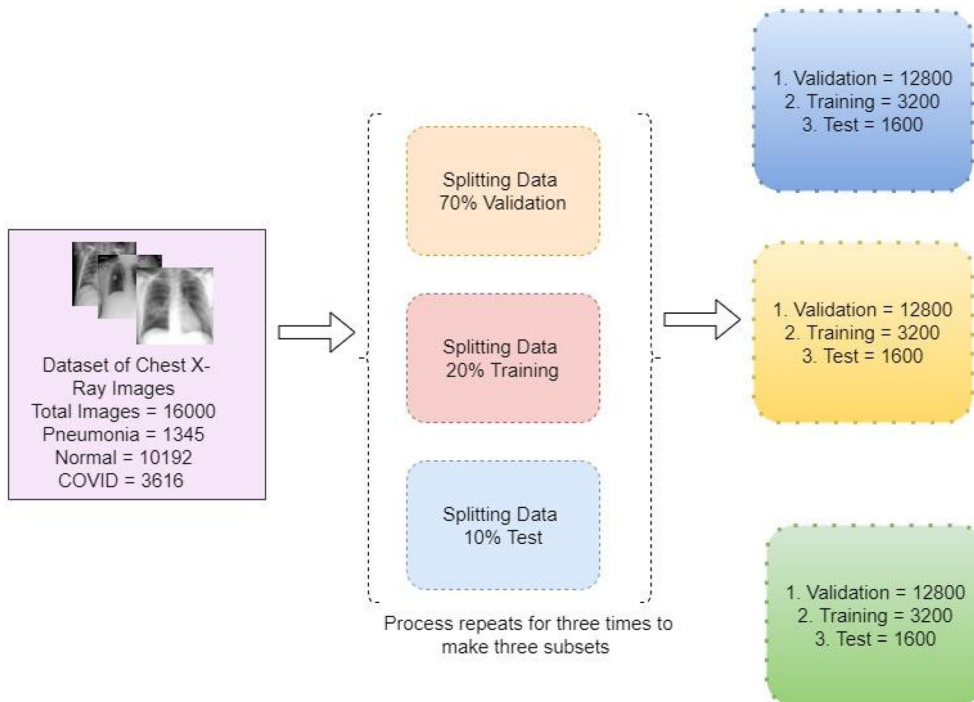 Dataset of Chest X-
Ray Images
Total Images = 16000
Pneumonia = 1345
Normal = 10192
COVID = 3616
Splitting Data
70% Validation
Splitting Data
20% Training
Splitting Data
10% Test
Process repeats for three times to
make three subsets
1. Validation = 12800
2. Training = 3200
3. Test = 1600
1. Validation = 12800
2. Training = 3200
3. Test = 1600
1. Validation = 12800
2. Training = 3200
3. Test = 1600